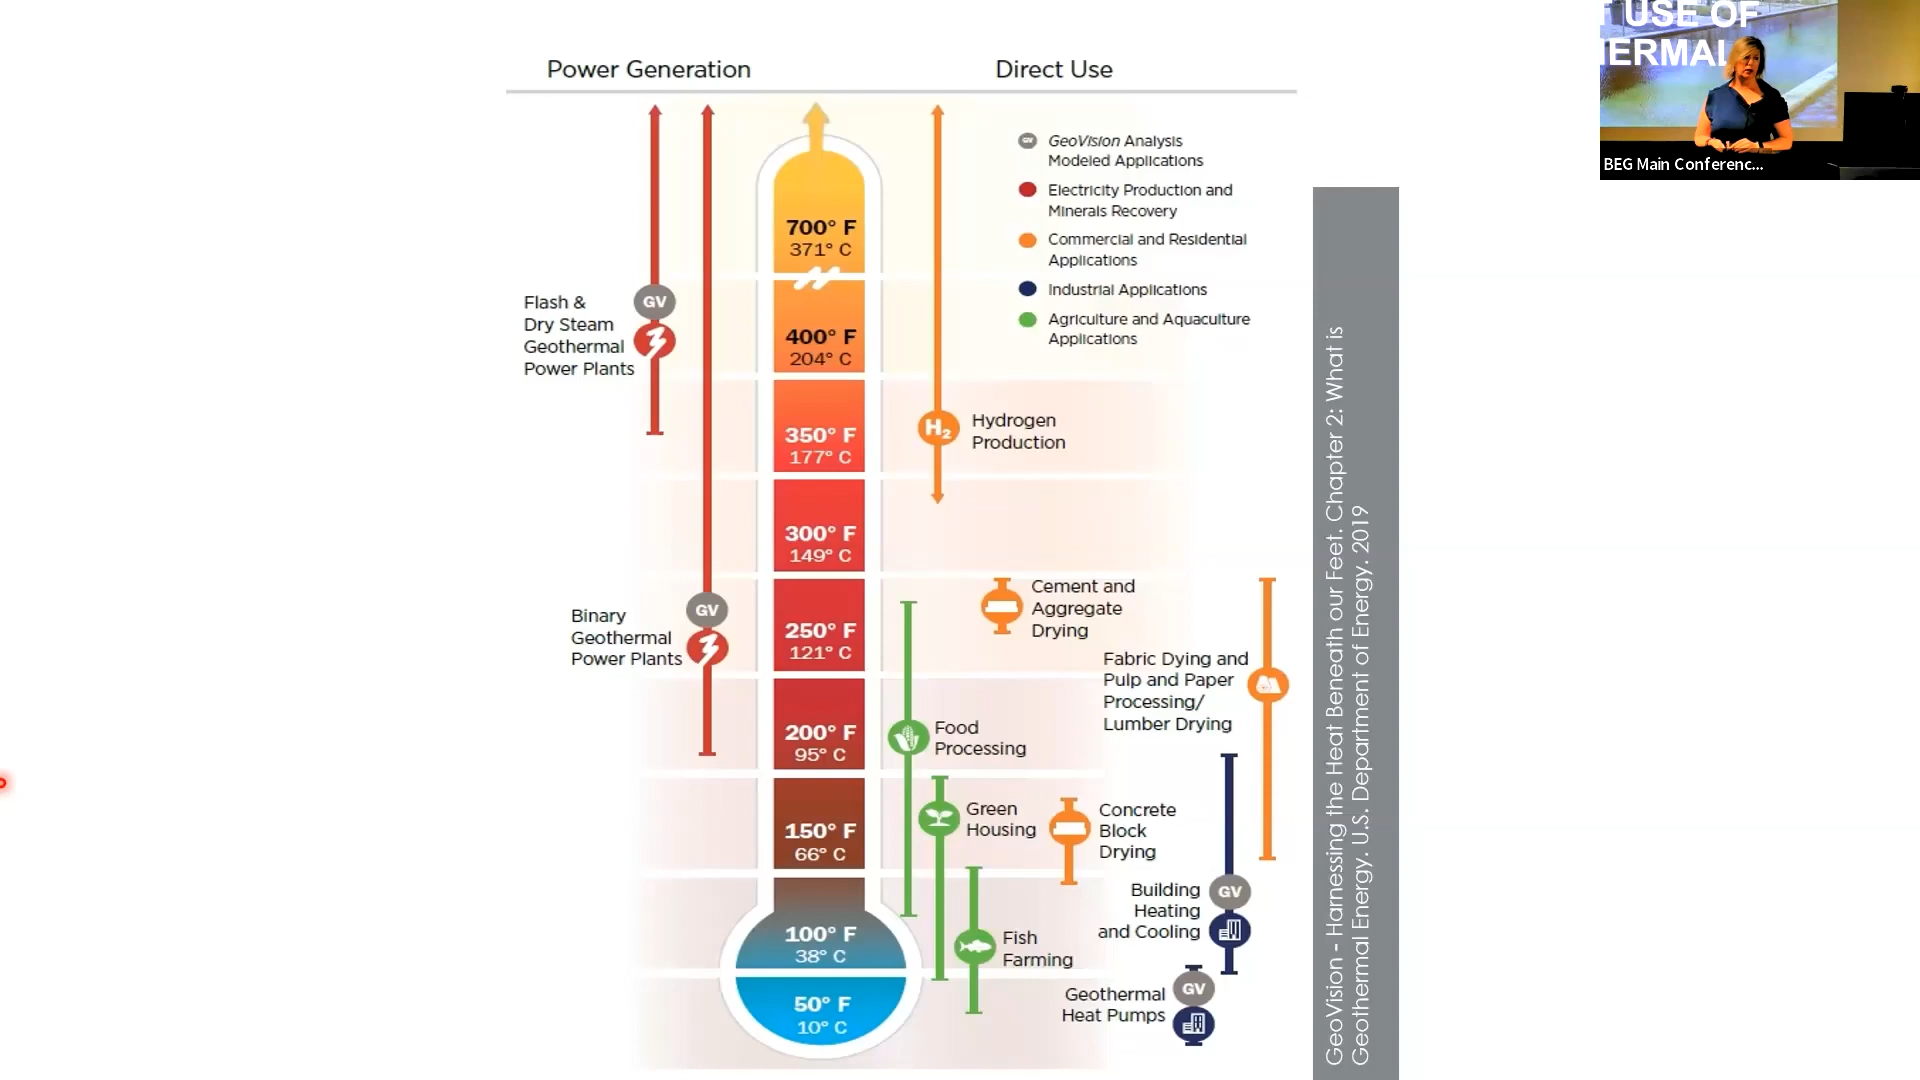 Power Generation
Direct Use
GV
GeoVision Analysis
Modeled Applications
Electricity Production and
Minerals Recovery
Commercial and Residential
Applications
Industrial Applications
Agriculture and Aquaculture
Applications
700° F
371° C
Flash &
Dry Steam
Geothermal
Power Plants
GV
400° F
204° C
H2
Hydrogen
Production
350° F
177° C
300° F
149° C
Cement and
Aggregate
Drying
Binary
Geothermal
Power Plants
GV
250° F
121° C
Fabric Dying and
Pulp and Paper
Processing/
Lumber Drying
200° F
95° C
Food
Processing
Green
Housing
Concrete
Block
Drying
150° F
66° C
Building
Heating
and Cooling
GV
100° F
38° C
Fish
Farming
Geothermal
Heat Pumps
GV
50° F
10° C
GeoVision - Harnessing the Heat Beneath our Feet. Chapter 2: What is
Geothermal Energy. U.S. Department of Energy. 2019
T USE OF
HERMAL
BEG Main Conferenc...